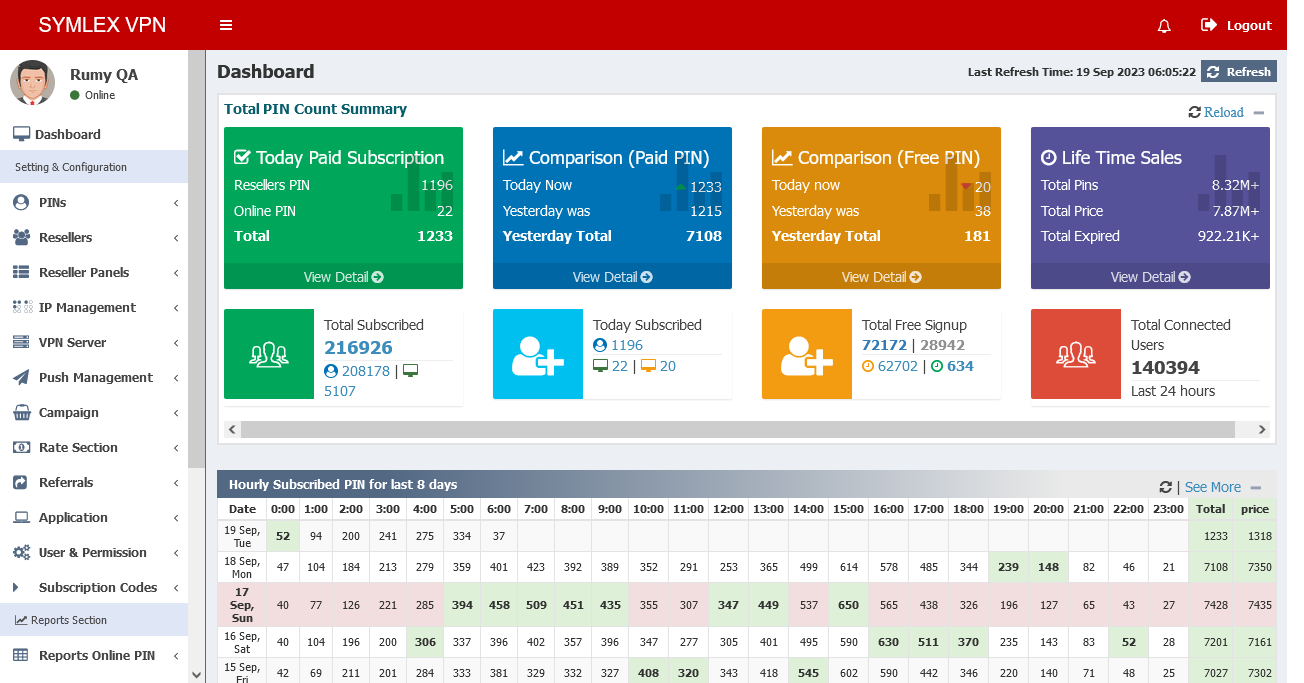 SYMLEX VPN
Logout
Rumy QA
Online
Dashboard
Setting & Configuration
PINs
Resellers
Reseller Panels
IP Management
VPN Server
Push Management
Campaign
Rate Section
Referrals
Application
User & Permission
Subscription Codes
Reports Section
Reports Online PIN
Dashboard
Last Refresh Time: 19 Sep 2023 06:05:22 Refresh
Total PIN Count Summary
Reload
Today Paid Subscription
Resellers PIN 1196
Online PIN 22
Total 1233
View Detail
Comparison (Paid PIN)
Today Now 1233
Yesterday was 1215
Yesterday Total 7108
View Detail
Comparison (Free PIN)
Today now 20
Yesterday was 38
Yesterday Total 181
View Detail
Life Time Sales
Total Pins 8.32M+
Total Price 7.87M+
Total Expired 922.21K+
View Detail
Total Subscribed
216926
208178 |
5107
Today Subscribed
1196
22 | 20
Total Free Signup
72172 | 28942
62702 | 634
Total Connected
Users
140394
Last 24 hours
Hourly Subscribed PIN for last 8 days
| See More
Date 0:00 1:00 2:00 3:00 4:00 5:00 6:00 7:00 8:00 9:00 10:00 11:00 12:00 13:00 14:00 15:00 16:00 17:00 18:00 19:00 20:00 21:00 22:00 23:00 Total price
19 Sep,
Tue
52 94 200 241 275 334 37 1233 1318
18 Sep,
Mon
47 104 184 213 279 359 401 423 392 389 352 291 253 365 499 614 578 485 344 239 148 82 46 21 7108 7350
17
Sep,
Sun
40 77 126 221 285 394 458 509 451 435 355 307 347 449 537 650 565 438 326 196 127 65 43 27 7428 7435
16 Sep,
Sat
40 104 196 200 306 337 396 402 357 396 347 277 305 401 495 590 630 511 370 235 143 83 52 28 7201 7161
15 Sep,
Fri
42 69 211 201 284 333 381 329 332 327 408 320 343 418 545 602 590 442 346 220 140 71 48 25 7027 7302